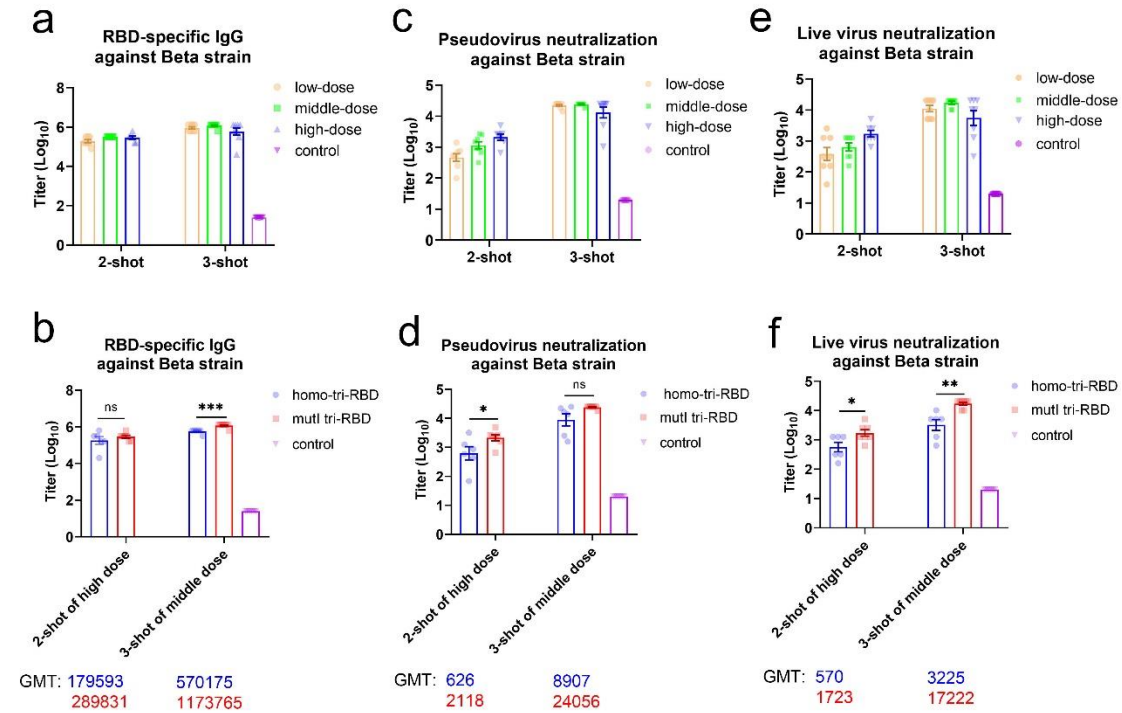 a
RBD-specific IgG
against Beta strain
Titer (Log10)
8
6
4
2
0
2-shot
3-shot
low-dose
middle-dose
high-dose
control
c
Pseudovirus neutralization
against Beta strain
Titer (Log10)
5
4
3
2
1
0
2-shot
3-shot
low-dose
middle-dose
high-dose
control
e
Live virus neutralization
against Beta strain
Titer (Log10)
5
4
3
2
1
0
2-shot
3-shot
low-dose
middle-dose
high-dose
control
b
RBD-specific IgG
against Beta strain
Titer (Log10)
8
6
4
2
0
ns
***
2-shot of high dose
3-shot of middle dose
homo-tri-RBD
mutI tri-RBD
control
GMT: 179593 570175
289831 1173765
d
Pseudovirus neutralization
against Beta strain
Titer (Log10)
5
4
3
2
1
0
*
ns
2-shot of high dose
3-shot of middle dose
homo-tri-RBD
mutI tri-RBD
control
GMT: 626 8907
2118 24056
f
Live virus neutralization
against Beta strain
Titer (Log10)
5
4
3
2
1
0
*
**
2-shot of high dose
3-shot of middle dose
homo-tri-RBD
mutI tri-RBD
control
GMT: 570 3225
1723 17222